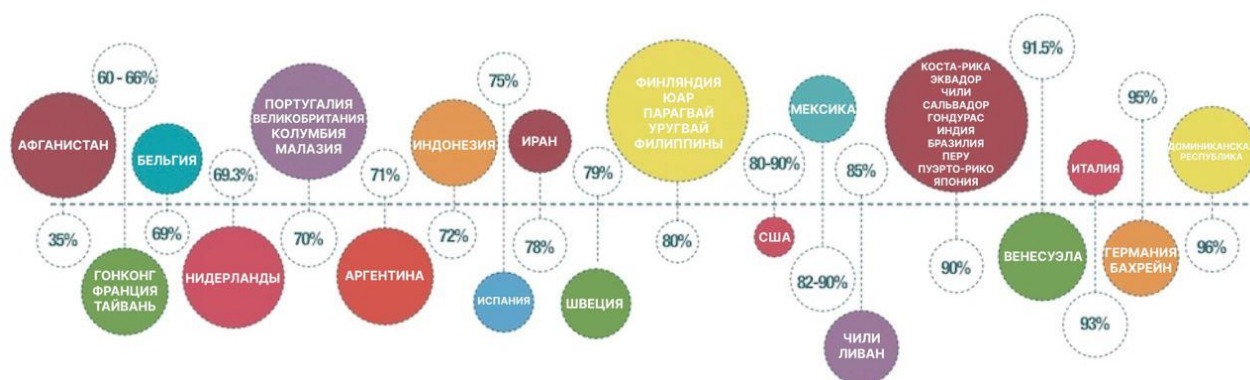 АФГАНИСТАН
35%
60 - 66%
ГОНКОНГ
ФРАНЦИЯ
ТАЙВАНЬ
БЕЛЬГИЯ
69%
69.3%
НИДЕРЛАНДЫ
ПОРТУГАЛИЯ
ВЕЛИКОБРИТАНИЯ
КОЛУМБИЯ
МАЛАЗИЯ
70%
71%
АРГЕНТИНА
ИНДОНЕЗИЯ
72%
75%
ИСПАНИЯ
ИРАН
78%
79%
ШВЕЦИЯ
ФИНЛЯНДИЯ
ЮАР
ПАРАГВАЙ
УРУГВАЙ
ФИЛИППИНЫ
80%
80-90%
США
МЕКСИКА
82-90%
85%
ЧИЛИ
ЛИВАН
КОСТА-РИКА
ЭКВАДОР
ЧИЛИ
САЛЬВАДОР
ГОНДУРАС
ИНДИЯ
БРАЗИЛИЯ
ПЕРУ
ПУЭРТО-РИКО
ЯПОНИЯ
90%
91.5%
ВЕНЕСУЭЛА
ИТАЛИЯ
93%
95%
ГЕРМАНИЯ
БАХРЕЙН
ДОМИНИКАНСКАЯ
РЕСПУБЛИКА
96%